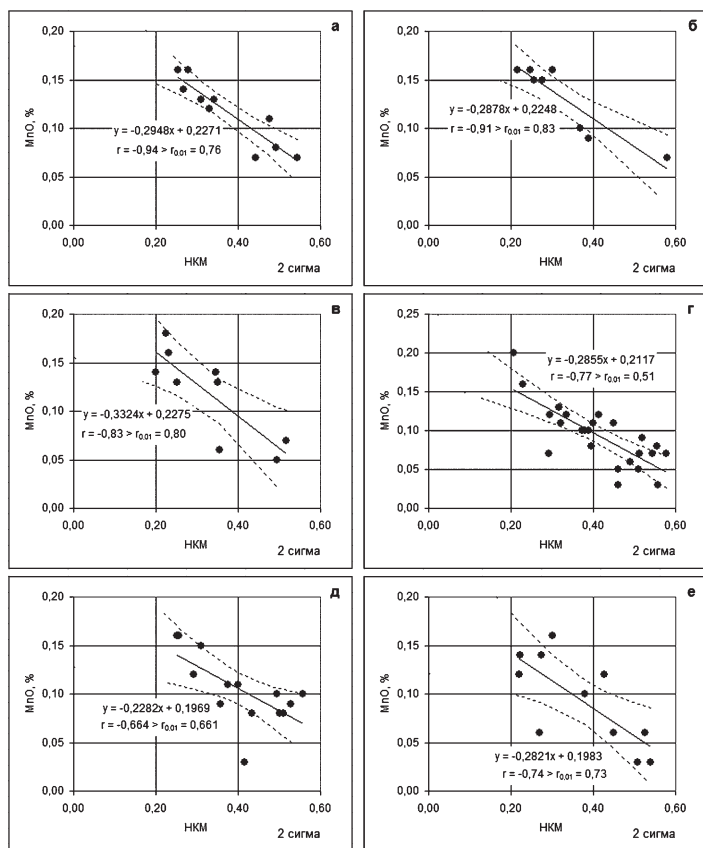 а
0,20
0,15
0,10
0,05
0,00
MnO, %
y = -0,2948x + 0,2271
r = -0,94 > r0.01 = 0,76
0,00 0,20 0,40 0,60
НКМ
2 сигма
б
0,20
0,15
0,10
0,05
0,00
MnO, %
y = -0,2878x + 0,2248
r = -0,91 > r0.01 = 0,83
0,00 0,20 0,40 0,60
НКМ
2 сигма
в
0,20
0,15
0,10
0,05
0,00
MnO, %
y = -0,3324x + 0,2275
r = -0,83 > r0.01 = 0,80
0,00 0,20 0,40 0,60
НКМ
2 сигма
г
0,25
0,20
0,15
0,10
0,05
0,00
MnO, %
y = -0,2855x + 0,2117
r = -0,77 > r0.01 = 0,51
0,00 0,20 0,40 0,60
НКМ
2 сигма
д
0,20
0,15
0,10
0,05
0,00
MnO, %
y = -0,2282x + 0,1969
r = -0,664 > r0.01 = 0,661
0,00 0,20 0,40 0,60
НКМ
2 сигма
е
0,20
0,15
0,10
0,05
0,00
MnO, %
y = -0,2821x + 0,1983
r = -0,74 > r0.01 = 0,73
0,00 0,20 0,40 0,60
НКМ
2 сигма